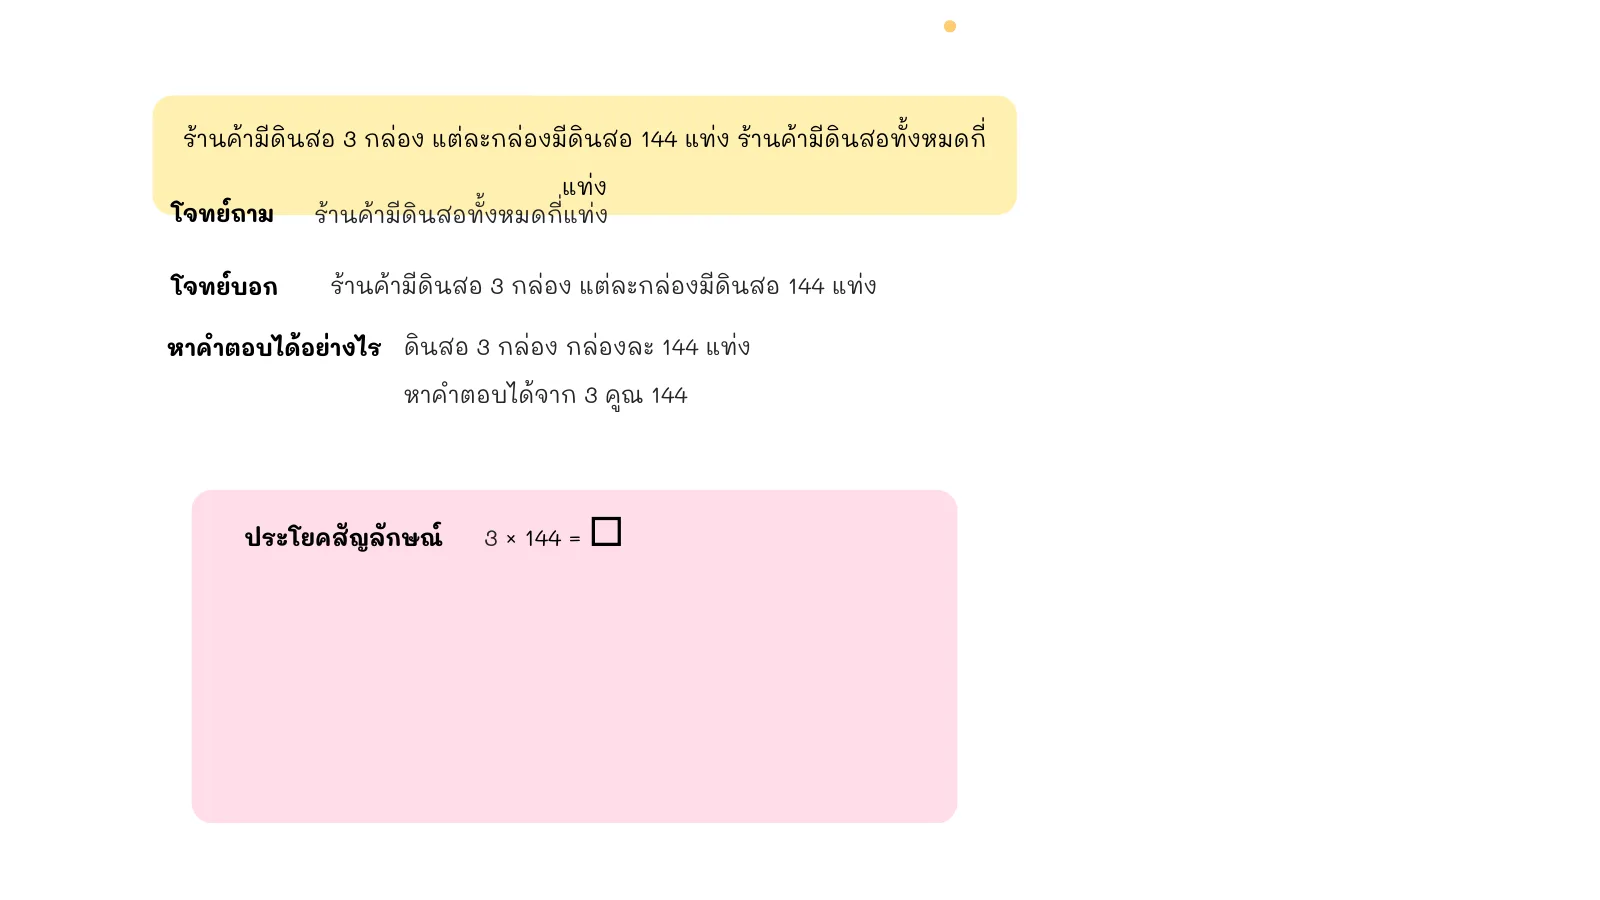 ร้านค้ามีดินสอ 3 กล่อง แต่ละกล่องมีดินสอ 144 แท่ง ร้านค้ามีดินสอทั้งหมดกี่
แท่ง
โจทย์ถาม ร้านค้ามีดินสอทั้งหมดกี่แท่ง
โจทย์บอก ร้านค้ามีดินสอ 3 กล่อง แต่ละกล่องมีดินสอ 144 แท่ง
หาคำตอบได้อย่างไร ดินสอ 3 กล่อง กล่องละ 144 แท่ง
หาคำตอบได้จาก 3 คูณ 144
ประโยคสัญลักษณ์ 3 × 144 = □